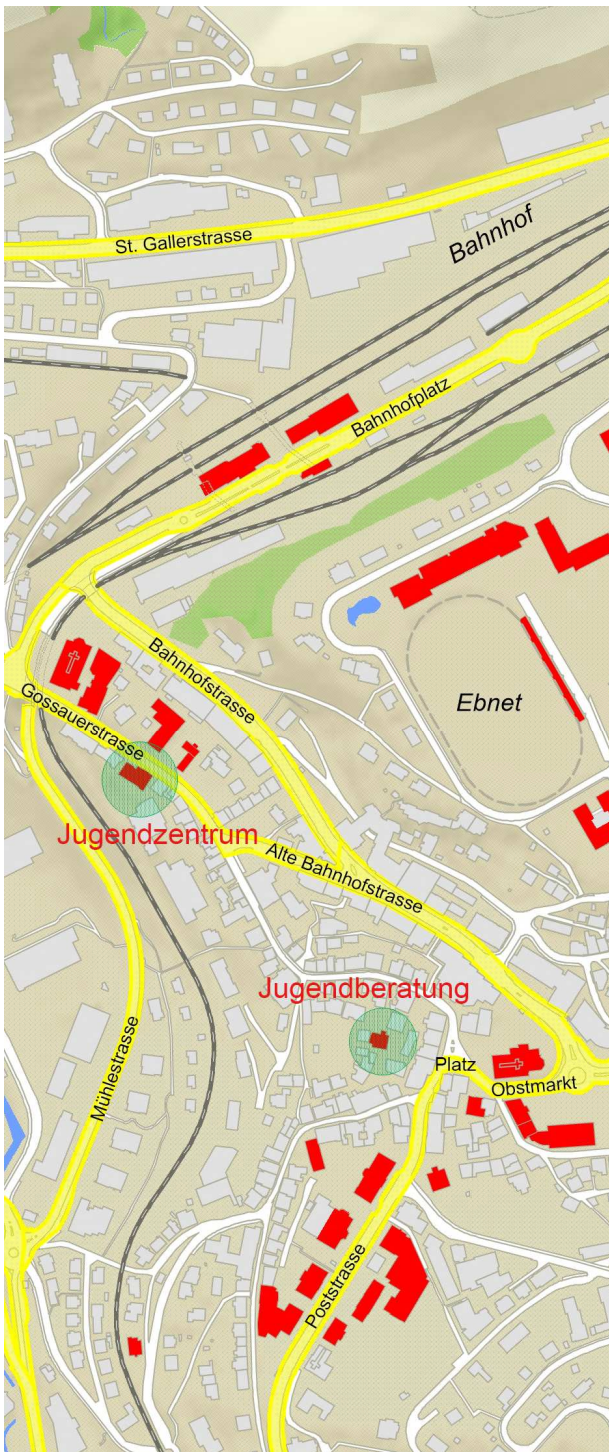 St. Gallerstrasse
Bahnhof
Bahnhofplatz
Bahnhofstrasse
Ebnet
Gossauerstrasse
Jugendzentrum
Alte Bahnhofstrasse
Jugendberatung
Mühlestrasse
Platz
Obstmarkt
Poststrasse